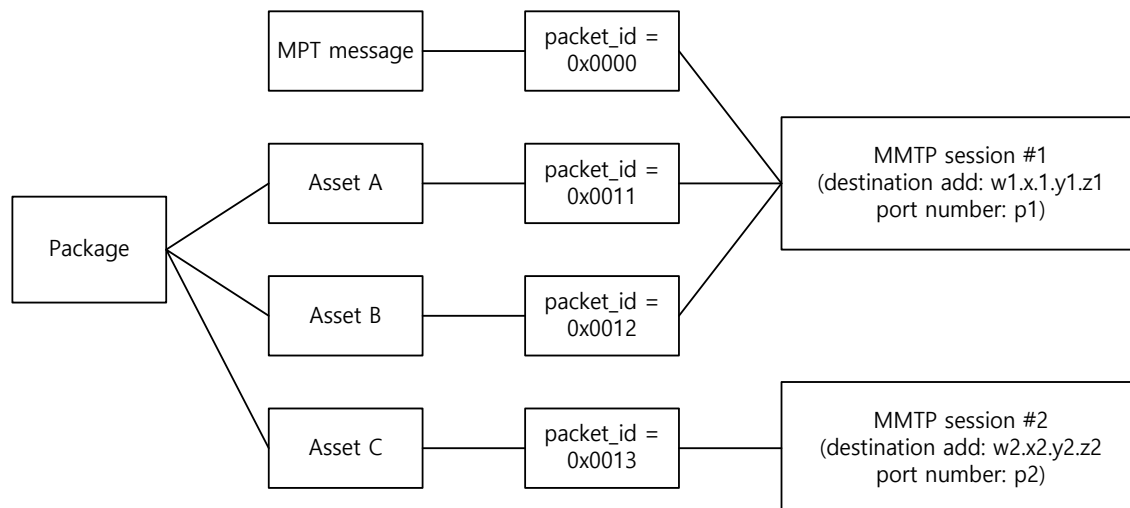 MPT message
packet_id =
0x0000
MMTP session #1
(destination add: w1.x.1.y1.z1
port number: p1)
Asset A
packet_id =
0x0011
Package
Asset B
packet_id =
0x0012
Asset C
packet_id =
0x0013
MMTP session #2
(destination add: w2.x2.y2.z2
port number: p2)